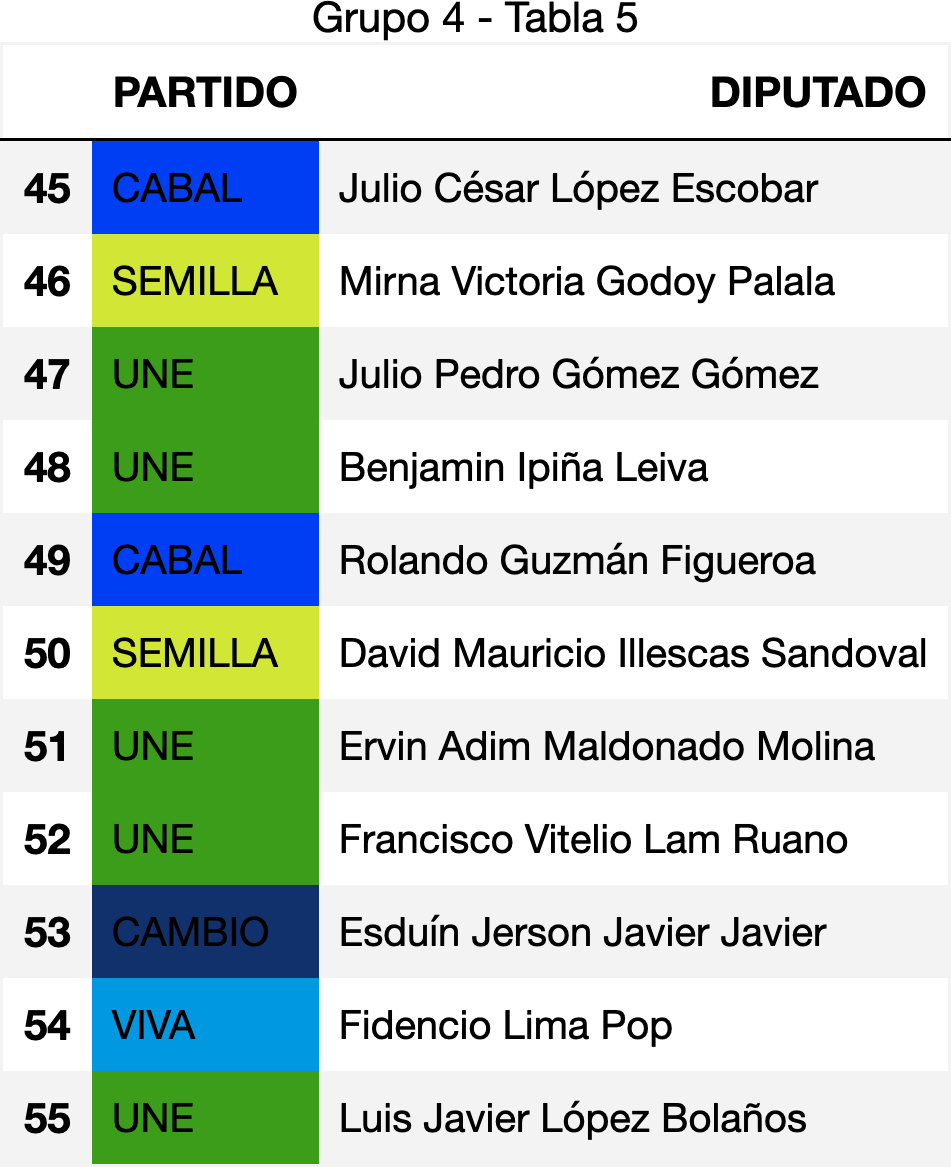 Grupo 4 - Tabla 5
PARTIDO DIPUTADO
45 CABAL Julio César López Escobar
46 SEMILLA Mirna Victoria Godoy Palala
47 UNE Julio Pedro Gómez Gómez
48 UNE Benjamin Ipiña Leiva
49 CABAL Rolando Guzmán Figueroa
50 SEMILLA David Mauricio Illescas Sandoval
51 UNE Ervin Adim Maldonado Molina
52 UNE Francisco Vitelio Lam Ruano
53 CAMBIO Esduín Jerson Javier Javier
54 VIVA Fidencio Lima Pop
55 UNE Luis Javier López Bolaños